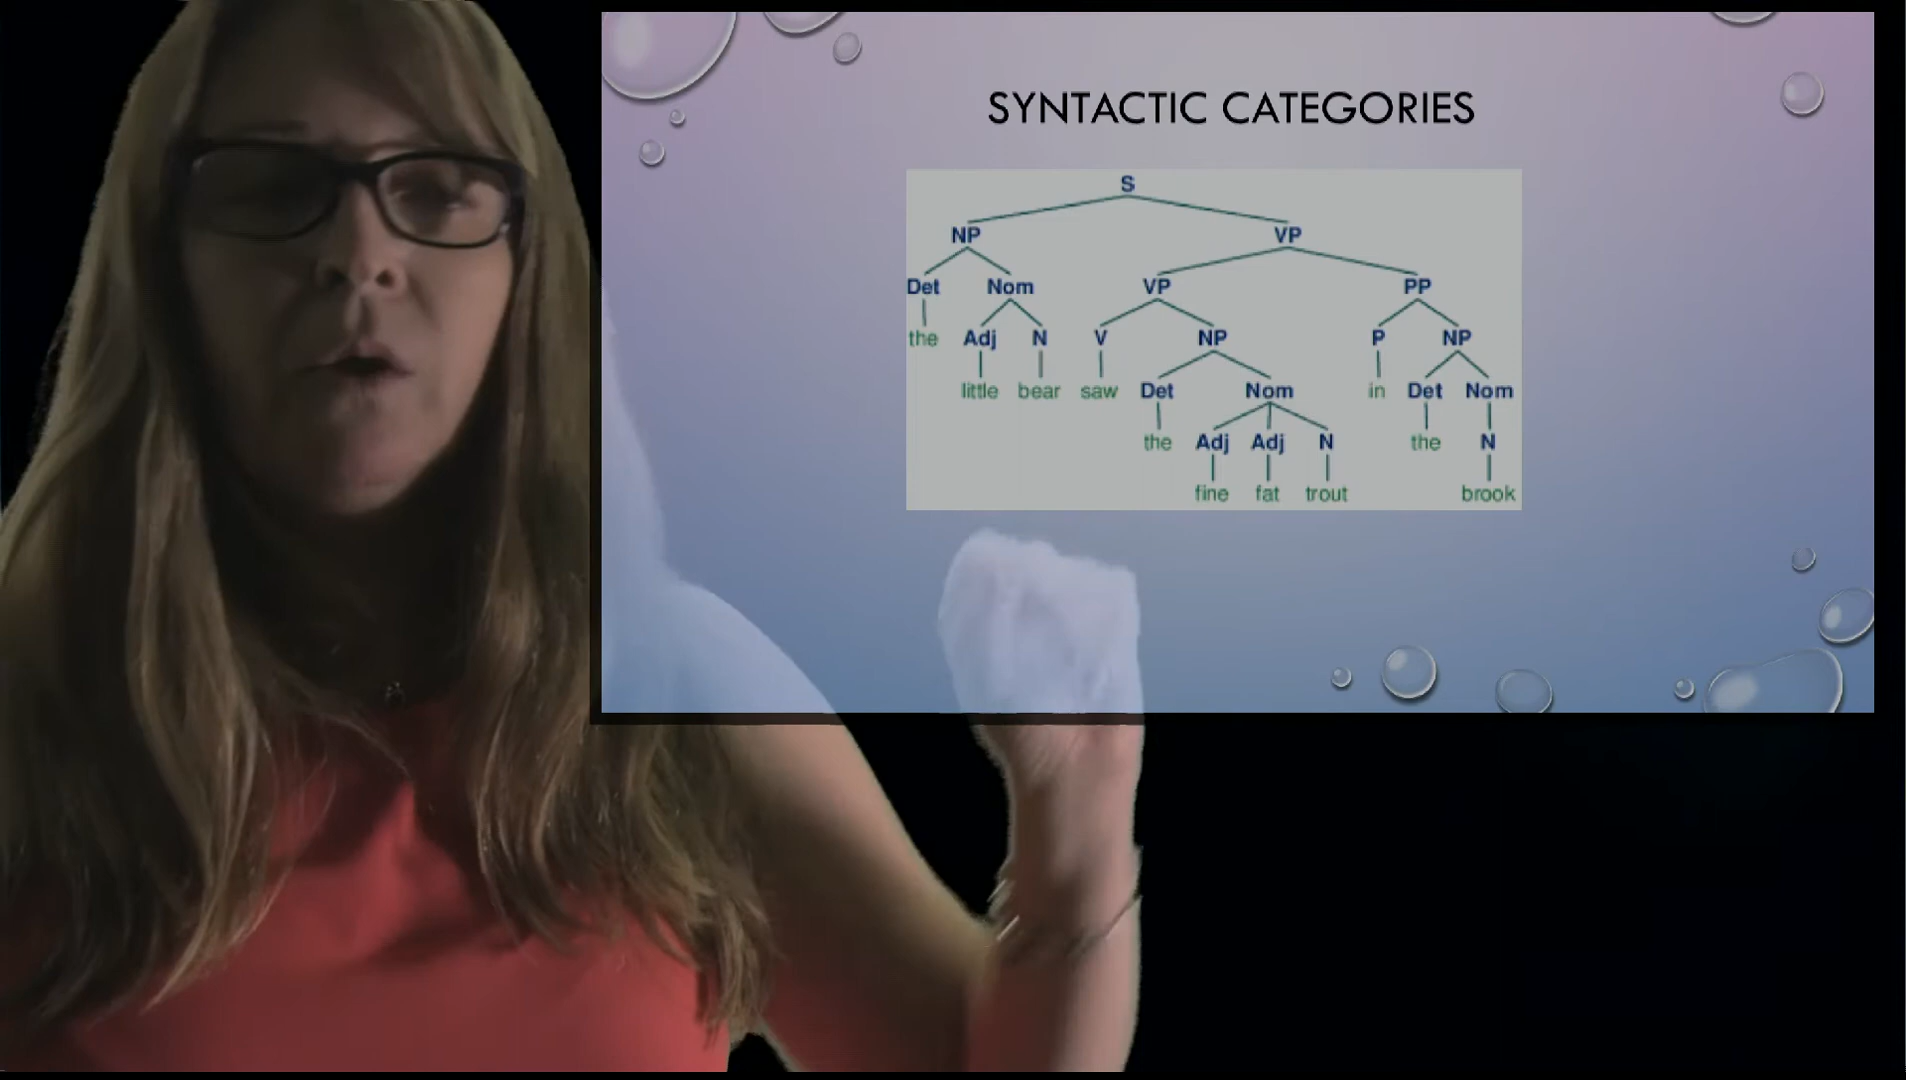 SYNTACTIC CATEGORIES
S
NP VP
Det Nom VP PP
the Adj N V NP P NP
little bear saw Det Nom in Det Nom
the Adj Adj N the N
fine fat trout brook